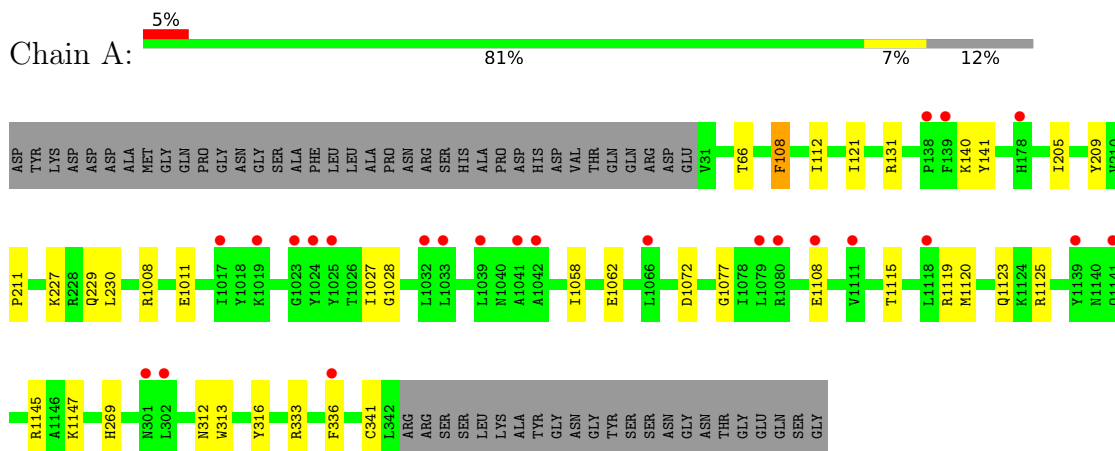 5%
Chain A:
81% 7% 12%
ASP TYR LYS ASP ASP ASP ALA MET GLY GLN PRO GLY ASN GLY SER ALA PHE LEU LEU ALA PRO ASN ARG SER HIS ALA PRO ASP HIS ASP VAL THR GLN GLN ARG ASP GLU V31 T66 F108 I112 I121 R131 P138 F139 K140 Y141 H178 I205 Y209 V210
P211 K227 R228 Q229 L230 R1008 E1011 I1017 Y1018 K1019 G1023 Y1024 Y1025 T1026 I1027 G1028 L1032 L1033 L1039 N1040 A1041 A1042 I1058 E1062 L1066 D1072 G1077 I1078 L1079 R1080 E1108 V1111 T1115 L1118 R1119 M1120 Q1123 K1124 R1125 Y1139 N1140
R1145 A1146 K1147 H269 N301 L302 N312 W313 Y316 R333 F336 C341 L342 ARG ARG SER SER LEU LYS ALA TYR GLY ASN GLY TYR SER SER ASN GLY ASN THR GLY GLU GLN SER GLY